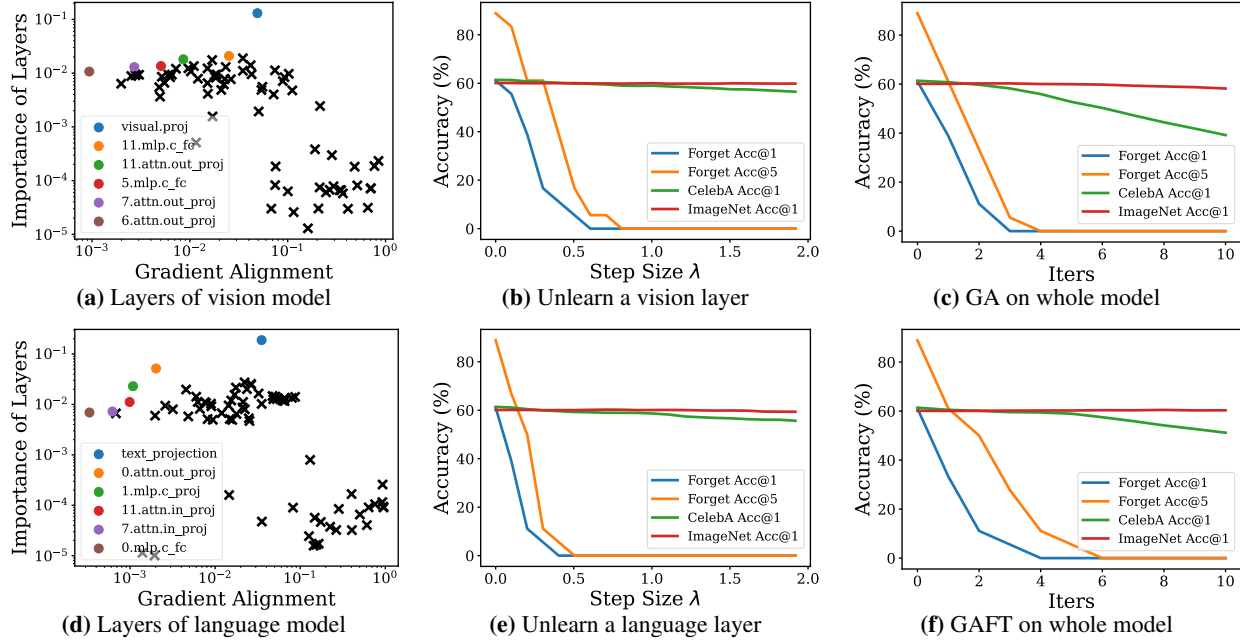 Importance of Layers
10⁻¹
10⁻²
10⁻³
10⁻⁴
10⁻⁵
visual.proj
11.mlp.c_fc
11.attn.out_proj
5.mlp.c_fc
7.attn.out_proj
6.attn.out_proj
10⁻³ 10⁻² 10⁻¹ 10⁰
Gradient Alignment
(a) Layers of vision model
Accuracy (%)
80
60
40
20
0
Forget Acc@1
Forget Acc@5
CelebA Acc@1
ImageNet Acc@1
0.0 0.5 1.0 1.5 2.0
Step Size λ
(b) Unlearn a vision layer
Accuracy (%)
80
60
40
20
0
Forget Acc@1
Forget Acc@5
CelebA Acc@1
ImageNet Acc@1
0 2 4 6 8 10
Iters
(c) GA on whole model
Importance of Layers
10⁻¹
10⁻²
10⁻³
10⁻⁴
10⁻⁵
text_projection
0.attn.out_proj
1.mlp.c_proj
11.attn.in_proj
7.attn.in_proj
0.mlp.c_fc
10⁻³ 10⁻² 10⁻¹ 10⁰
Gradient Alignment
(d) Layers of language model
Accuracy (%)
80
60
40
20
0
Forget Acc@1
Forget Acc@5
CelebA Acc@1
ImageNet Acc@1
0.0 0.5 1.0 1.5 2.0
Step Size λ
(e) Unlearn a language layer
Accuracy (%)
80
60
40
20
0
Forget Acc@1
Forget Acc@5
CelebA Acc@1
ImageNet Acc@1
0 2 4 6 8 10
Iters
(f) GAFT on whole model